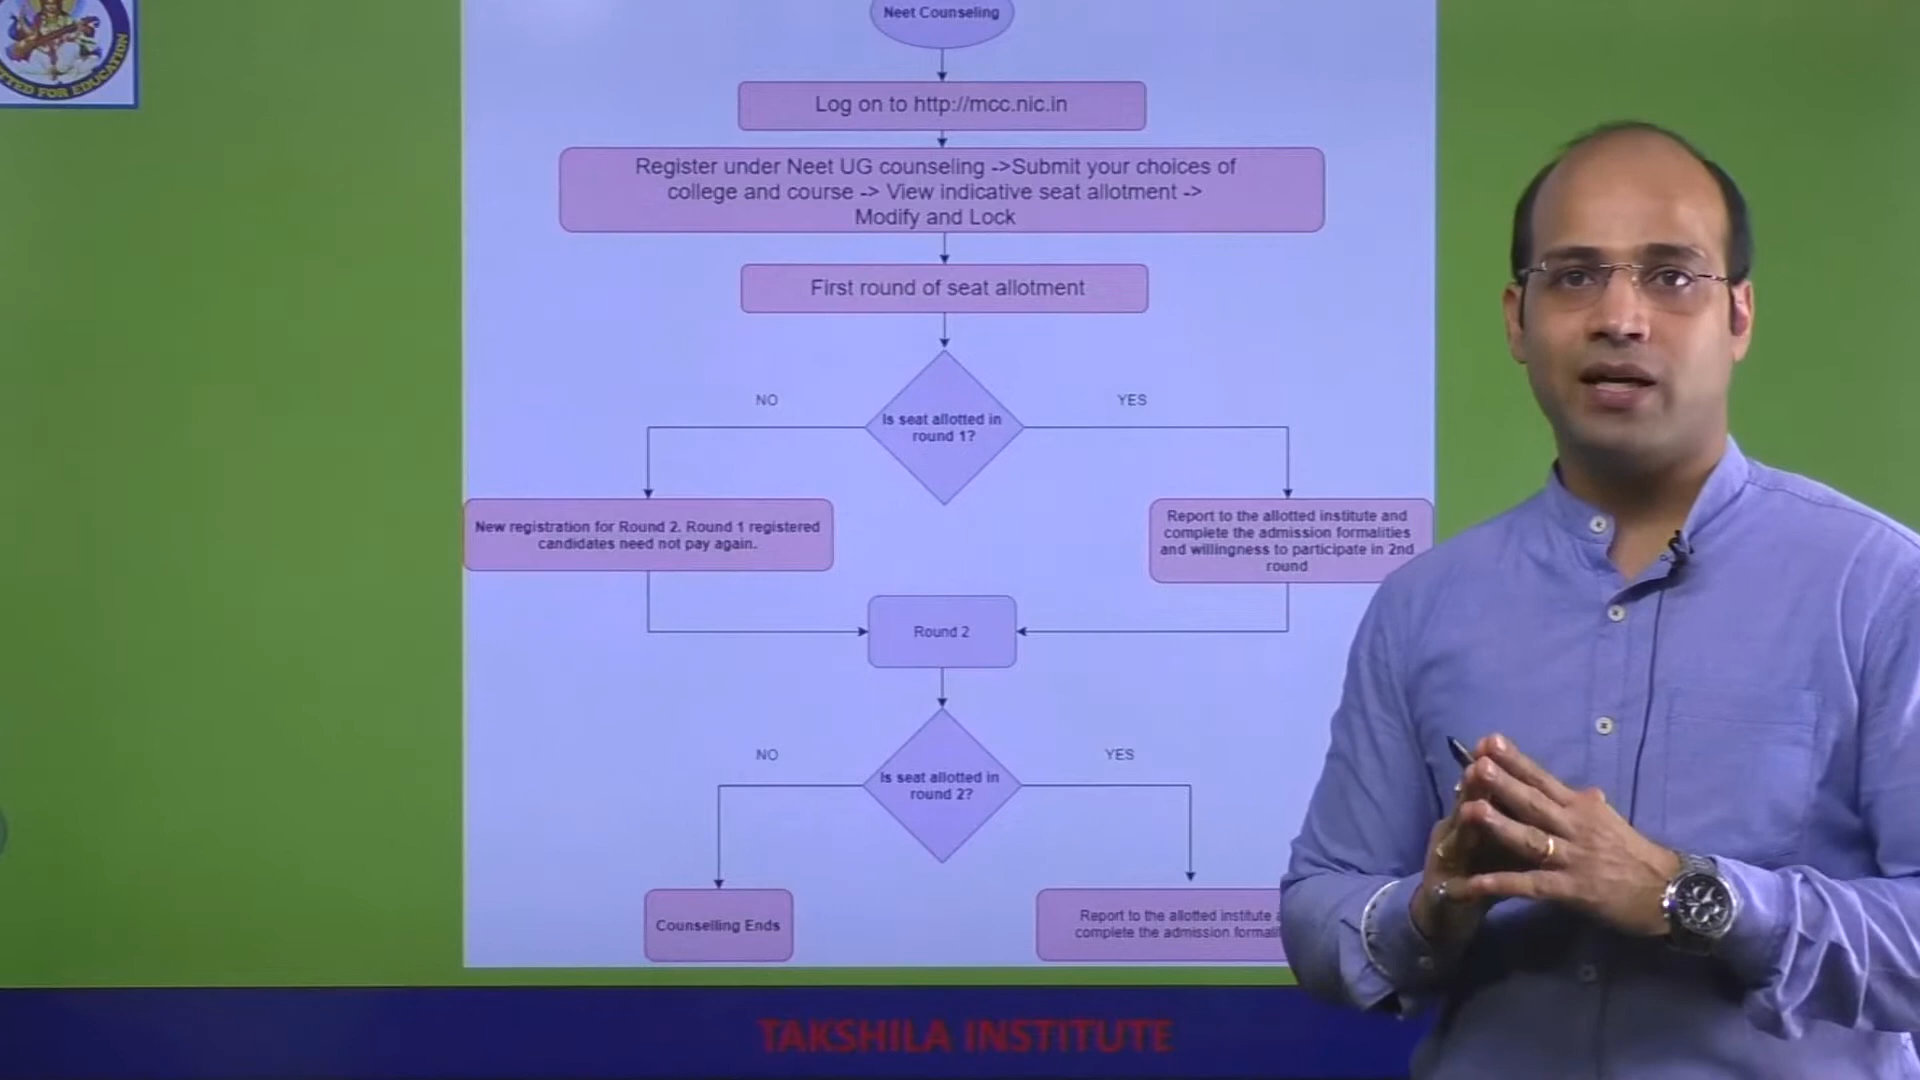 TTED FOR EDUCATION
Neet Counseling
Log on to http://mcc.nic.in
Register under Neet UG counseling ->Submit your choices of
college and course -> View indicative seat allotment ->
Modify and Lock
First round of seat allotment
NO
YES
Is seat allotted in
round 1?
New registration for Round 2. Round 1 registered
candidates need not pay again.
Report to the allotted institute and
complete the admission formalities
and willingness to participate in 2nd
round
Round 2
NO
YES
Is seat allotted in
round 2?
Counselling Ends
Report to the allotted institute
complete the admission formali
TAKSHILA INSTITUTE